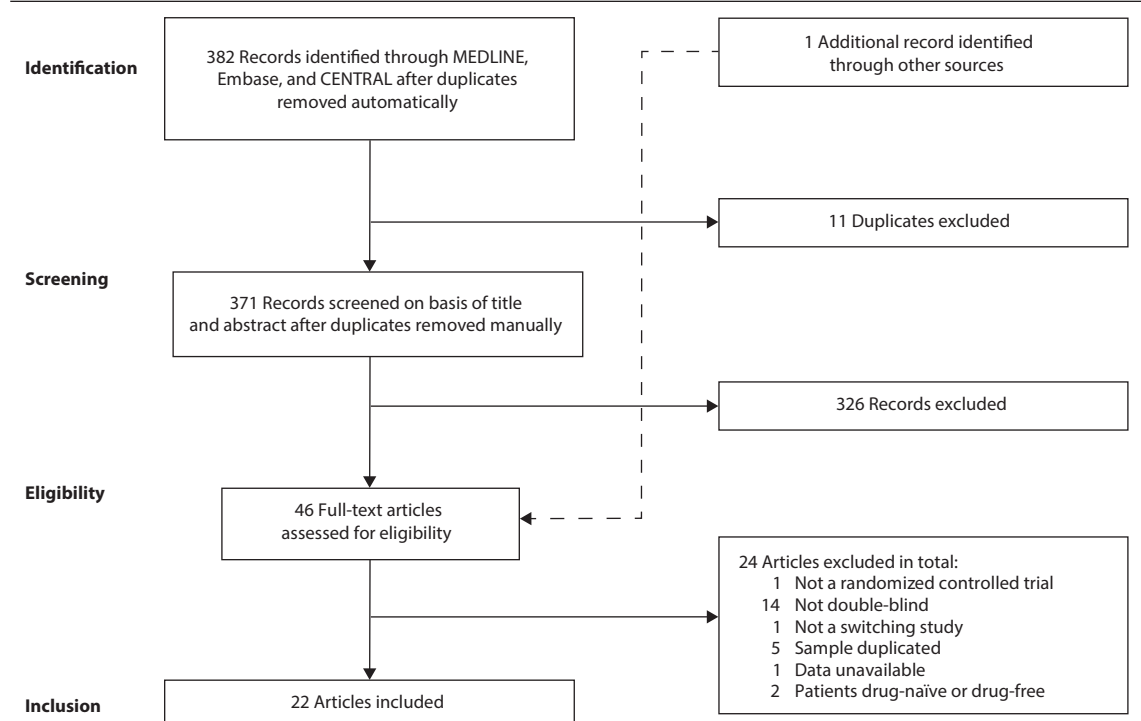 Identification
382 Records identified through MEDLINE,
Embase, and CENTRAL after duplicates
removed automatically
1 Additional record identified
through other sources
11 Duplicates excluded
Screening
371 Records screened on basis of title
and abstract after duplicates removed manually
326 Records excluded
Eligibility
46 Full-text articles
assessed for eligibility
24 Articles excluded in total:
1 Not a randomized controlled trial
14 Not double-blind
1 Not a switching study
5 Sample duplicated
1 Data unavailable
2 Patients drug-naïve or drug-free
Inclusion
22 Articles included